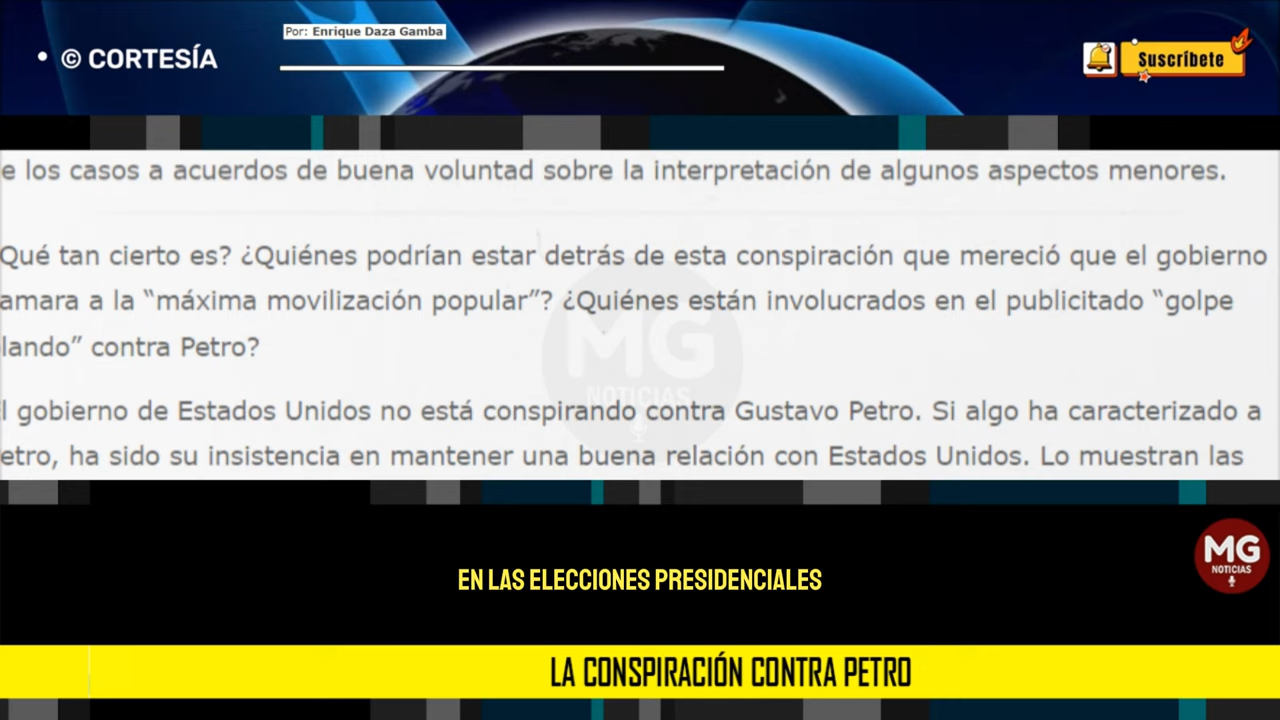 Por: Enrique Daza Gamba
• © CORTESÍA
Suscríbete
e los casos a acuerdos de buena voluntad sobre la interpretación de algunos aspectos menores.
Qué tan cierto es? ¿Quiénes podrían estar detrás de esta conspiración que mereció que el gobierno
amara a la “máxima movilización popular”? ¿Quiénes están involucrados en el publicitado “golpe
lando” contra Petro?
l gobierno de Estados Unidos no está conspirando contra Gustavo Petro. Si algo ha caracterizado a
etro, ha sido su insistencia en mantener una buena relación con Estados Unidos. Lo muestran las
MG
NOTICIAS
MG
NOTICIAS
EN LAS ELECCIONES PRESIDENCIALES
LA CONSPIRACIÓN CONTRA PETRO